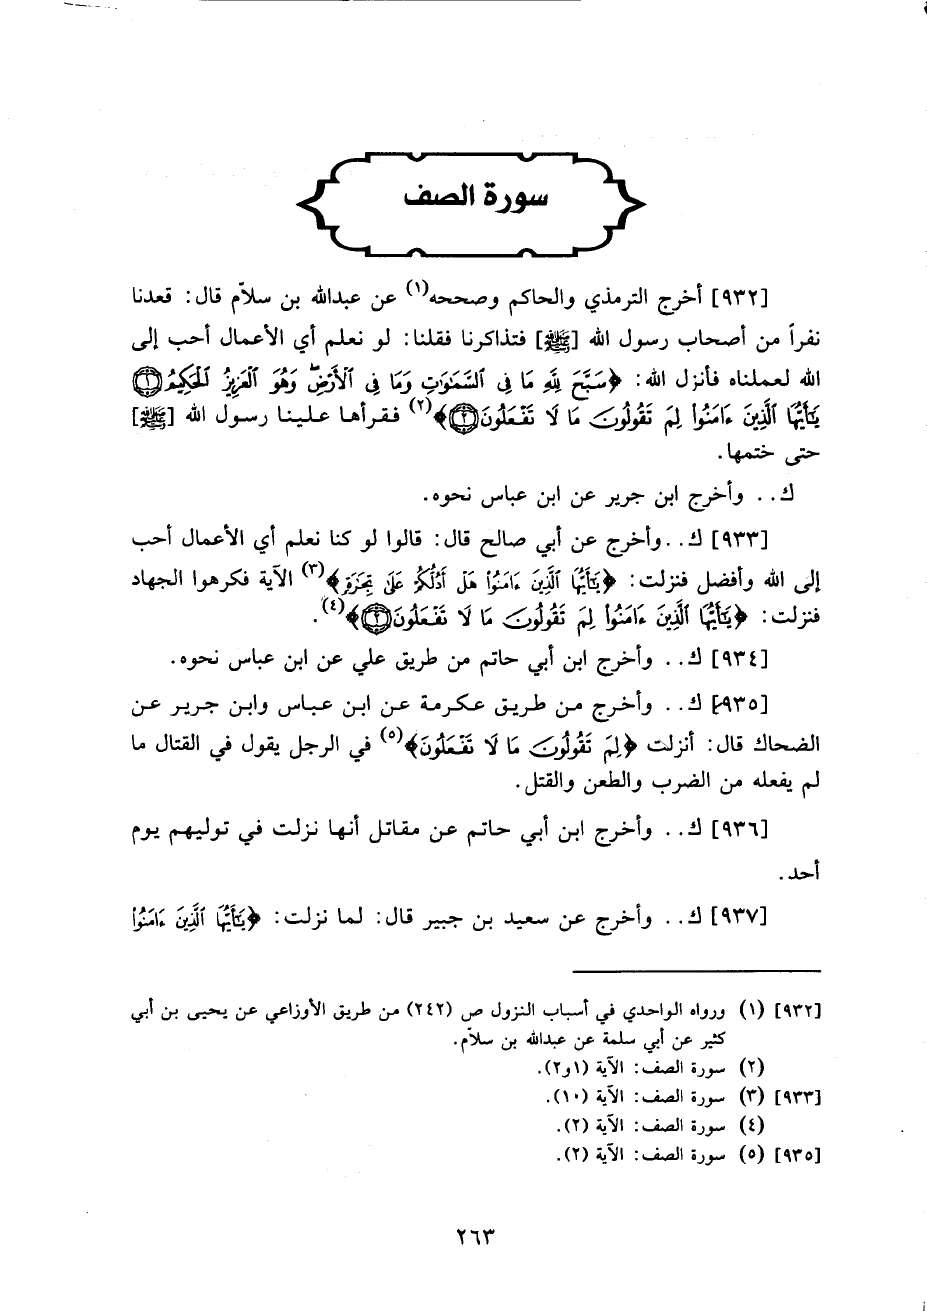 سورة الصف
[٩٣٢] أخرج الترمذي والحاكم وصححه(١) عن عبدالله بن سلاّم قال: قعدنا
نفراً من أصحاب رسول الله [ﷺ] فتذاكرنا فقلنا: لو نعلم أي الأعمال أحب إلى
الله لعملناه فأنزل الله: ﴿سَبَّحَ لِلَّهِ مَا فِي السَّمَٰوَٰتِ وَمَا فِي ٱلْأَرْضِۖ وَهُوَ ٱلْعَزِيزُ ٱلْحَكِيمُ ١
يَٰٓأَيُّهَا ٱلَّذِينَ ءَامَنُوا۟ لِمَ تَقُولُونَ مَا لَا تَفْعَلُونَ ٢﴾(٢) فقرأها علينا رسول الله [ﷺ]
حتى ختمها.
ك.. وأخرج ابن جرير عن ابن عباس نحوه.
[٩٣٣] ك..وأخرج عن أبي صالح قال: قالوا لو كنا نعلم أي الأعمال أحب
إلى الله وأفضل فنزلت: ﴿يَٰٓأَيُّهَا ٱلَّذِينَ ءَامَنُوا۟ هَلْ أَدُلُّكُمْ عَلَىٰ تِجَٰرَةٍ﴾(٣) الآية فكرهوا الجهاد
فنزلت: ﴿يَٰٓأَيُّهَا ٱلَّذِينَ ءَامَنُوا۟ لِمَ تَقُولُونَ مَا لَا تَفْعَلُونَ ٢﴾(٤).
[٩٣٤] ك.. وأخرج ابن أبي حاتم من طريق علي عن ابن عباس نحوه.
[٩٣٥] ك.. وأخرج من طريق عكرمة عن ابن عباس وابن جرير عن
الضحاك قال: أنزلت ﴿لِمَ تَقُولُونَ مَا لَا تَفْعَلُونَ﴾(٥) في الرجل يقول في القتال ما
لم يفعله من الضرب والطعن والقتل.
[٩٣٦] ك.. وأخرج ابن أبي حاتم عن مقاتل أنها نزلت في توليهم يوم
أحد.
[٩٣٧] ك.. وأخرج عن سعيد بن جبير قال: لما نزلت: ﴿يَٰٓأَيُّهَا ٱلَّذِينَ ءَامَنُوا۟
[٩٣٢] (١) ورواه الواحدي في أسباب النزول ص (٢٤٢) من طريق الأوزاعي عن يحيى بن أبي
كثير عن أبي سلمة عن عبدالله بن سلاّم.
(٢) سورة الصف: الآية (١و٢).
[٩٣٣] (٣) سورة الصف: الآية (١٠).
(٤) سورة الصف: الآية (٢).
[٩٣٥] (٥) سورة الصف: الآية (٢).
٢٦٣